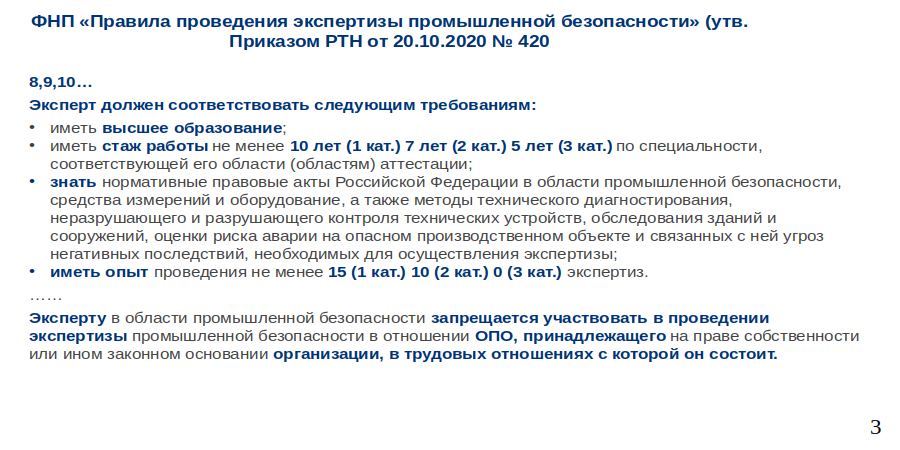 ФНП «Правила проведения экспертизы промышленной безопасности» (утв.
Приказом РТН от 20.10.2020 № 420
8,9,10…
Эксперт должен соответствовать следующим требованиям:
• иметь высшее образование;
• иметь стаж работы не менее 10 лет (1 кат.) 7 лет (2 кат.) 5 лет (3 кат.) по специальности,
соответствующей его области (областям) аттестации;
• знать нормативные правовые акты Российской Федерации в области промышленной безопасности,
средства измерений и оборудование, а также методы технического диагностирования,
неразрушающего и разрушающего контроля технических устройств, обследования зданий и
сооружений, оценки риска аварии на опасном производственном объекте и связанных с ней угроз
негативных последствий, необходимых для осуществления экспертизы;
• иметь опыт проведения не менее 15 (1 кат.) 10 (2 кат.) 0 (3 кат.) экспертиз.
……
Эксперту в области промышленной безопасности запрещается участвовать в проведении
экспертизы промышленной безопасности в отношении ОПО, принадлежащего на праве собственности
или ином законном основании организации, в трудовых отношениях с которой он состоит.
3